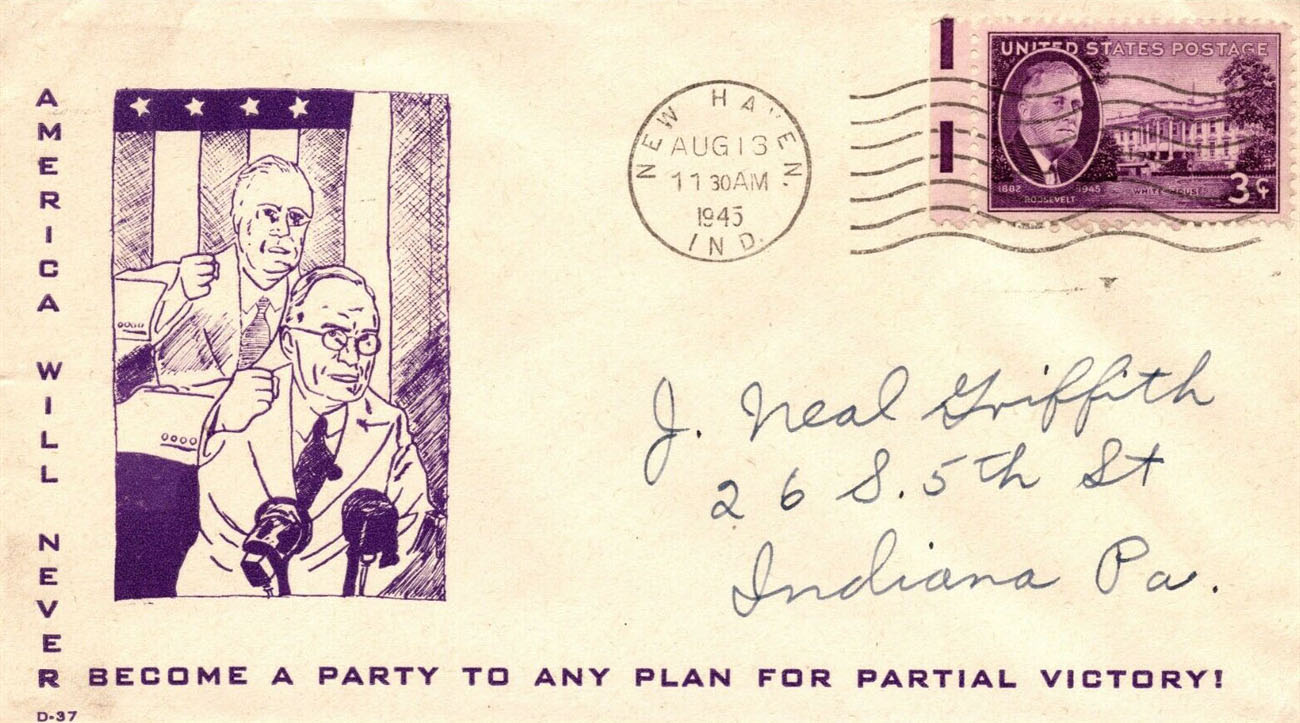 AMERICA WILL NEVER
BECOME A PARTY TO ANY PLAN FOR PARTIAL VICTORY!
D-37
NEW HAVEN, IND.
AUG 13
11 30 AM
1945
UNITED STATES POSTAGE
1882 1945
ROOSEVELT
WHITE HOUSE
3¢
J. Neal Griffith
26 S. 5th St
Indiana Pa.